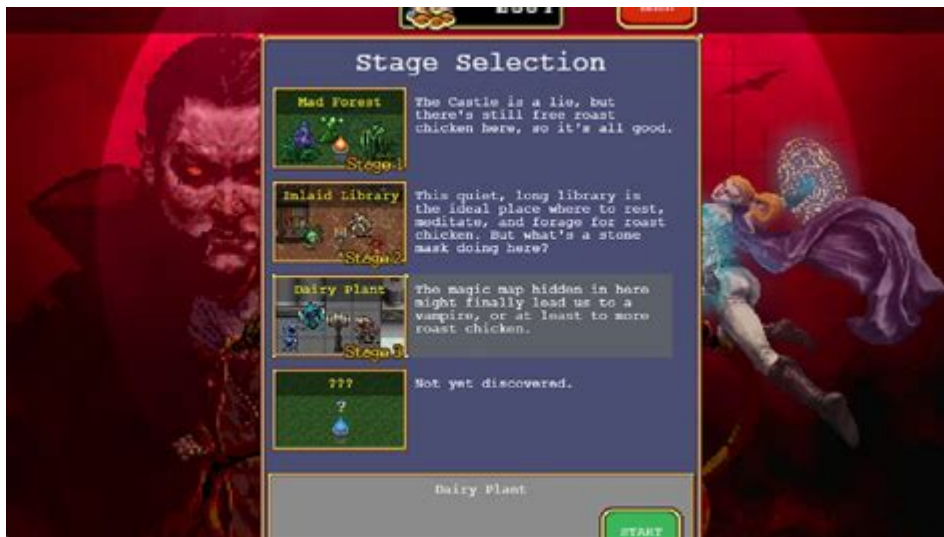 Stage Selection
Mad Forest
The Castle is a lie, but
there's still free roast
chicken here, so it's all good.
Stage 1
Inlaid Library
This quiet, long library is
the ideal place where to rest,
meditate, and forage for roast
chicken. But what's a stone
mask doing here?
Stage 2
Dairy Plant
The magic map hidden in here
might finally lead us to a
vampire, or at least to more
roast chicken.
Stage 3
???
?
Not yet discovered.
Dairy Plant
START